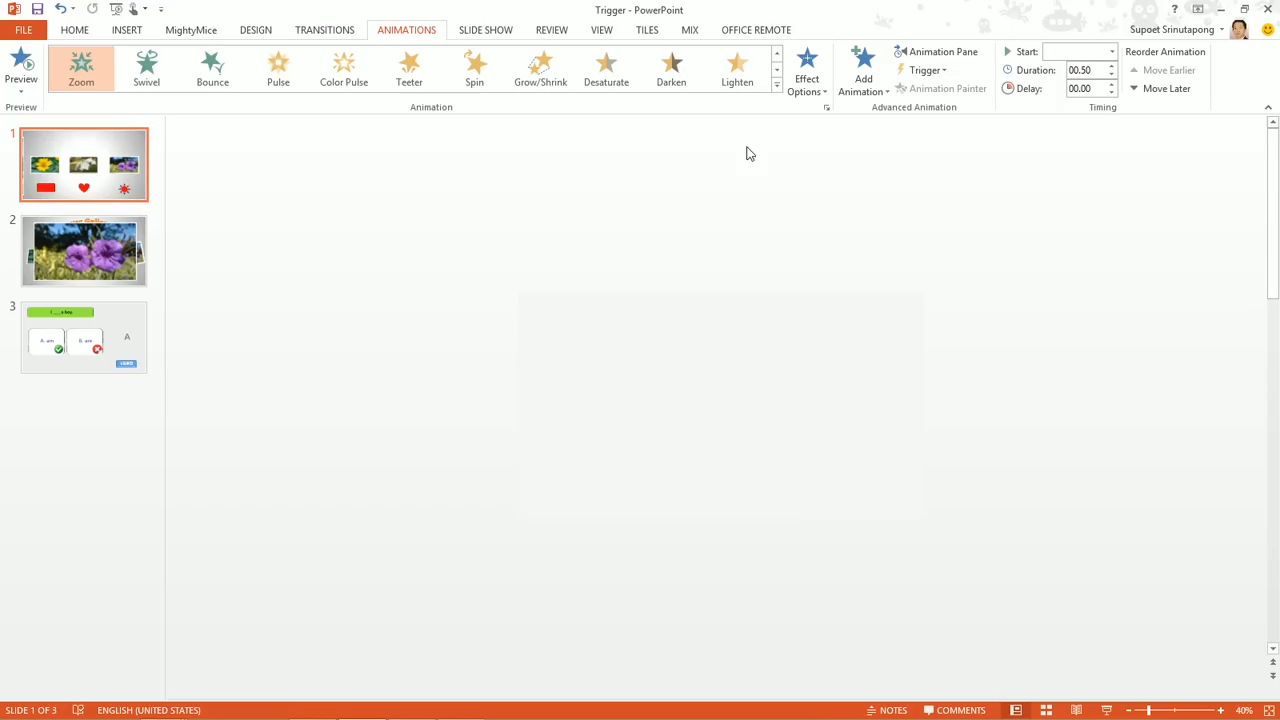 Trigger - PowerPoint
FILE HOME INSERT MightyMice DESIGN TRANSITIONS ANIMATIONS SLIDE SHOW REVIEW VIEW TILES MIX OFFICE REMOTE Supoet Srinutapong
Preview Zoom Swivel Bounce Pulse Color Pulse Teeter Spin Grow/Shrink Desaturate Darken Lighten Effect Options Add Animation
Animation Pane Start: Reorder Animation
Trigger Duration: 00.50 Move Earlier
Animation Painter Delay: 00.00 Move Later
Preview Animation Advanced Animation Timing
1
2
3
I ___ a boy.
A. am
A
SLIDE 1 OF 3 ENGLISH (UNITED STATES) NOTES COMMENTS 40%